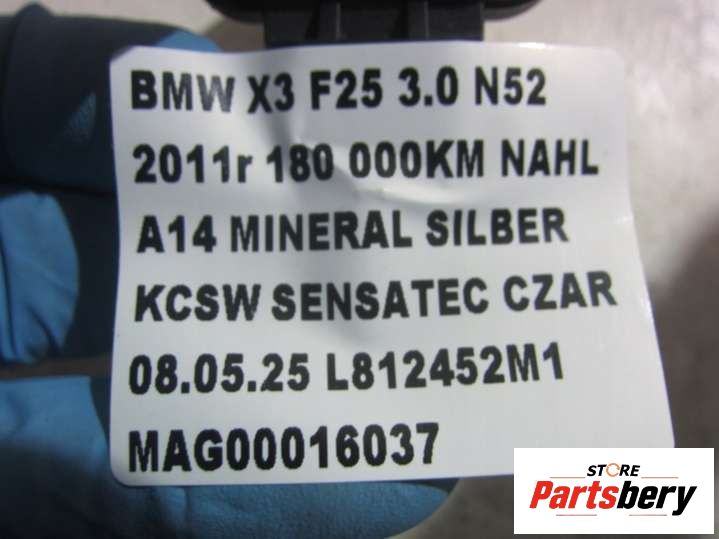 BMW X3 F25 3.0 N52
2011r 180 000KM NAHL
A14 MINERAL SILBER
KCSW SENSATEC CZAR
08.05.25 L812452M1
MAG00016037
STORE
Partsbery